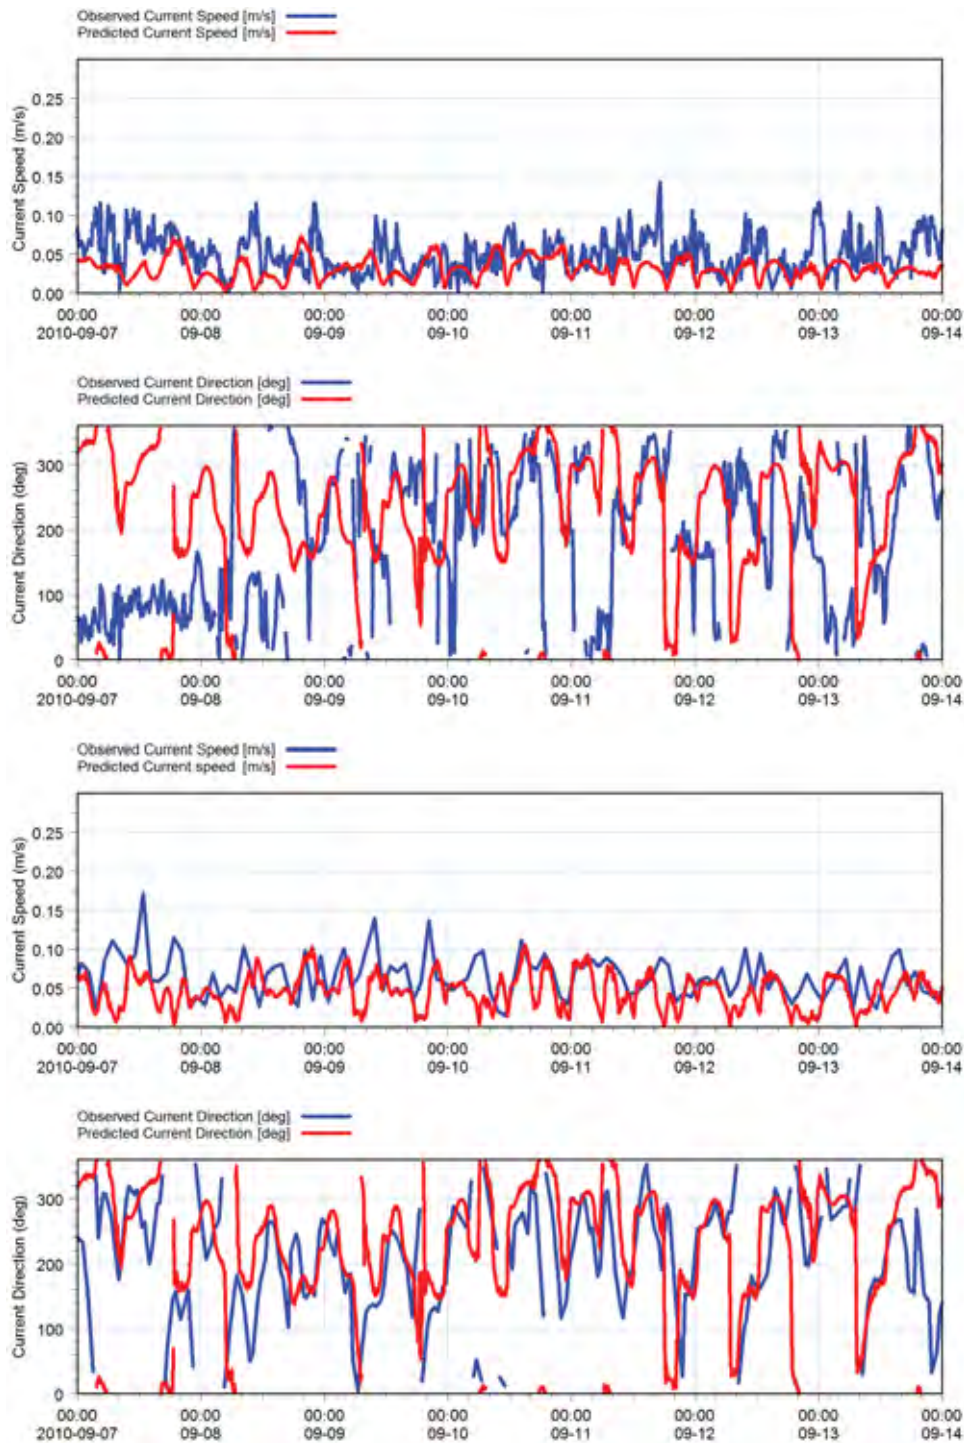 Observed Current Speed [m/s]
Predicted Current Speed [m/s]
Current Speed (m/s)
0.25
0.20
0.15
0.10
0.05
0.00
00:00 00:00 00:00 00:00 00:00 00:00 00:00 00:00
2010-09-07 09-08 09-09 09-10 09-11 09-12 09-13 09-14
Observed Current Direction [deg]
Predicted Current Direction [deg]
Current Direction (deg)
300
200
100
0
00:00 00:00 00:00 00:00 00:00 00:00 00:00 00:00
2010-09-07 09-08 09-09 09-10 09-11 09-12 09-13 09-14
Observed Current Speed [m/s]
Predicted Current speed [m/s]
Current Speed (m/s)
0.25
0.20
0.15
0.10
0.05
0.00
00:00 00:00 00:00 00:00 00:00 00:00 00:00 00:00
2010-09-07 09-08 09-09 09-10 09-11 09-12 09-13 09-14
Observed Current Direction [deg]
Predicted Current Direction [deg]
Current Direction (deg)
300
200
100
0
00:00 00:00 00:00 00:00 00:00 00:00 00:00 00:00
2010-09-07 09-08 09-09 09-10 09-11 09-12 09-13 09-14